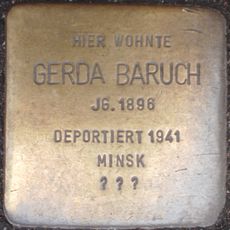 HIER WOHNTE
GERDA BARUCH
JG. 1896
DEPORTIERT 1941
MINSK
? ? ?